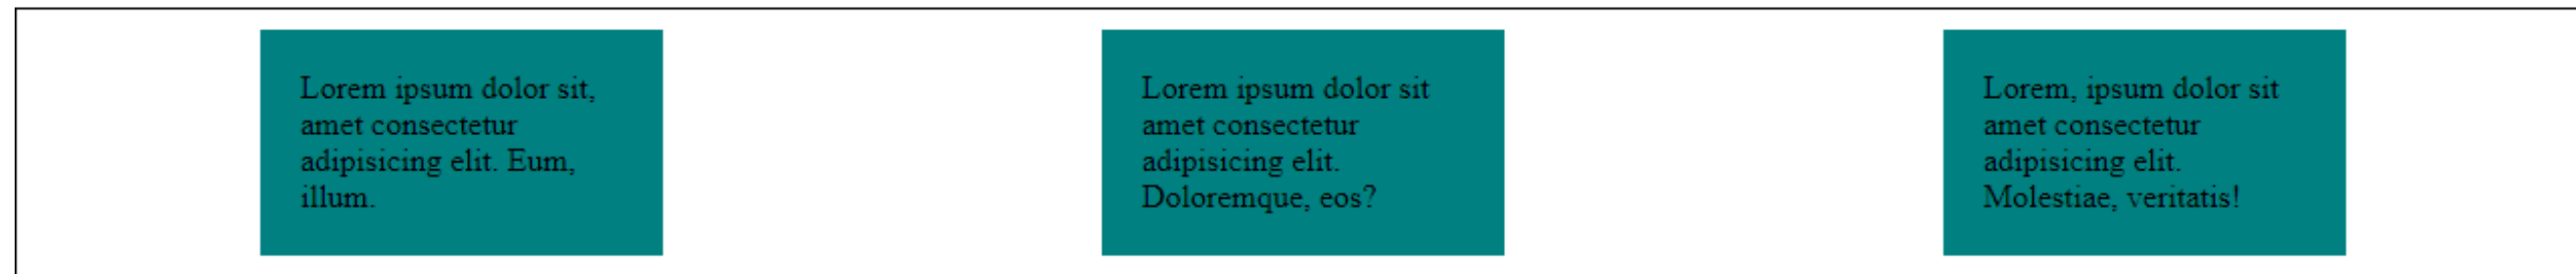 Lorem ipsum dolor sit,
amet consectetur
adipisicing elit. Eum,
illum.
Lorem ipsum dolor sit
amet consectetur
adipisicing elit.
Doloremque, eos?
Lorem, ipsum dolor sit
amet consectetur
adipisicing elit.
Molestiae, veritatis!